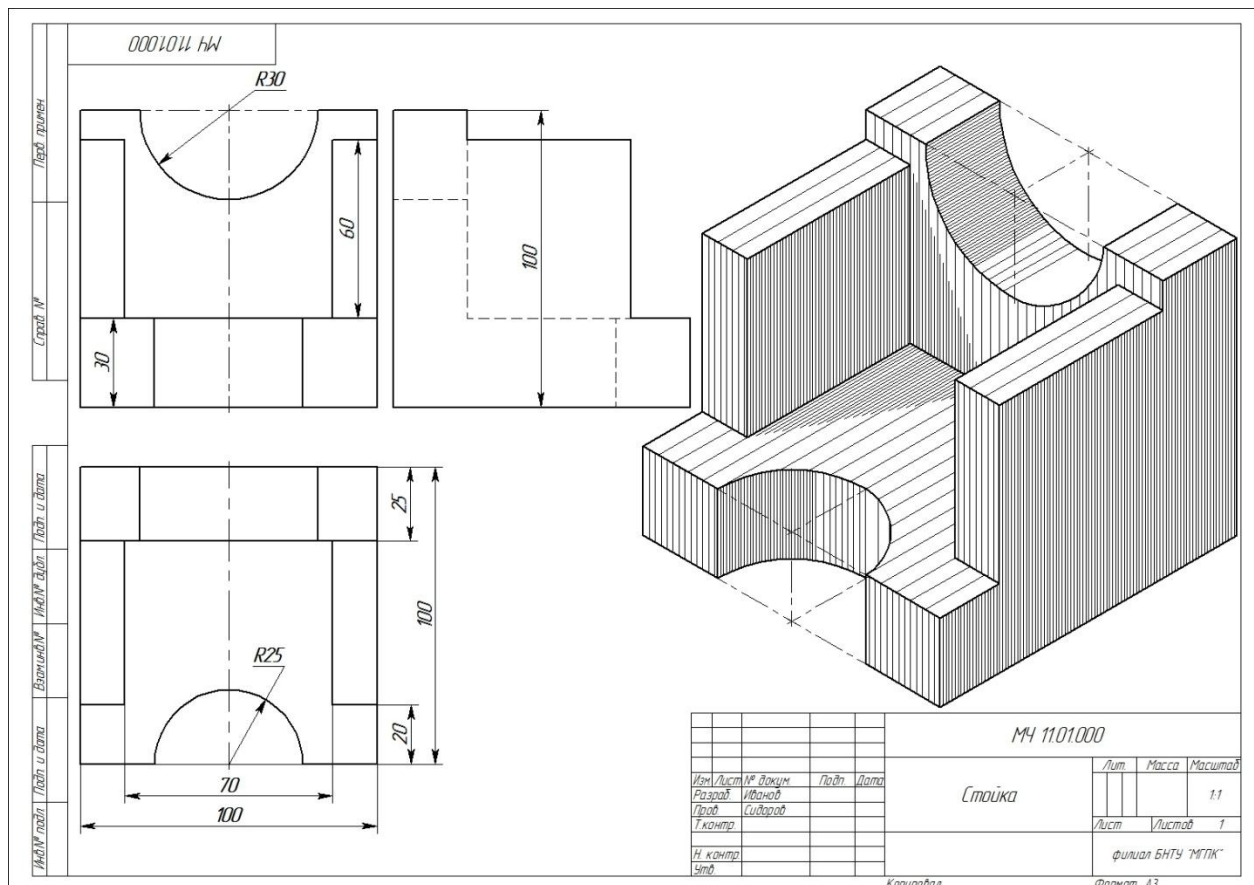 МЧ 11.01.000
R30
60
100
30
25
100
R25
20
70
100
Перв. примен.
Справ. №
Подп. и дата
Инв. № дубл.
Взам.инв.№
Подп. и дата
Инв.№ подл.
МЧ 11.01.000
Изм. Лист № докум. Подп. Дата
Разраб. Иванов
Пров. Сидоров
Т.контр.
Н. контр.
Утв.
Стойка
Лит. Масса Масштаб
1:1
Лист Листов 1
филиал БНТУ "МГПК"
Копировал Формат А3